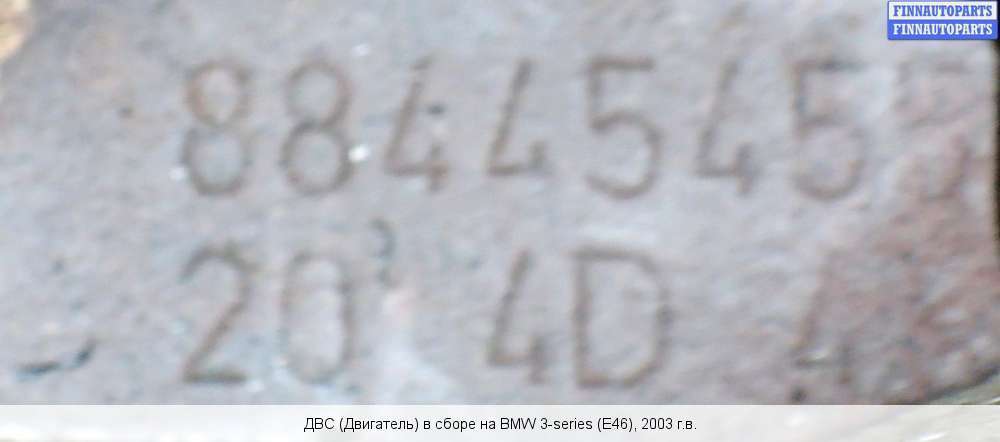 FINNAUTOPARTS
FINNAUTOPARTS
88445455
20 4D 4
ДВС (Двигатель) в сборе на BMW 3-series (E46), 2003 г.в.